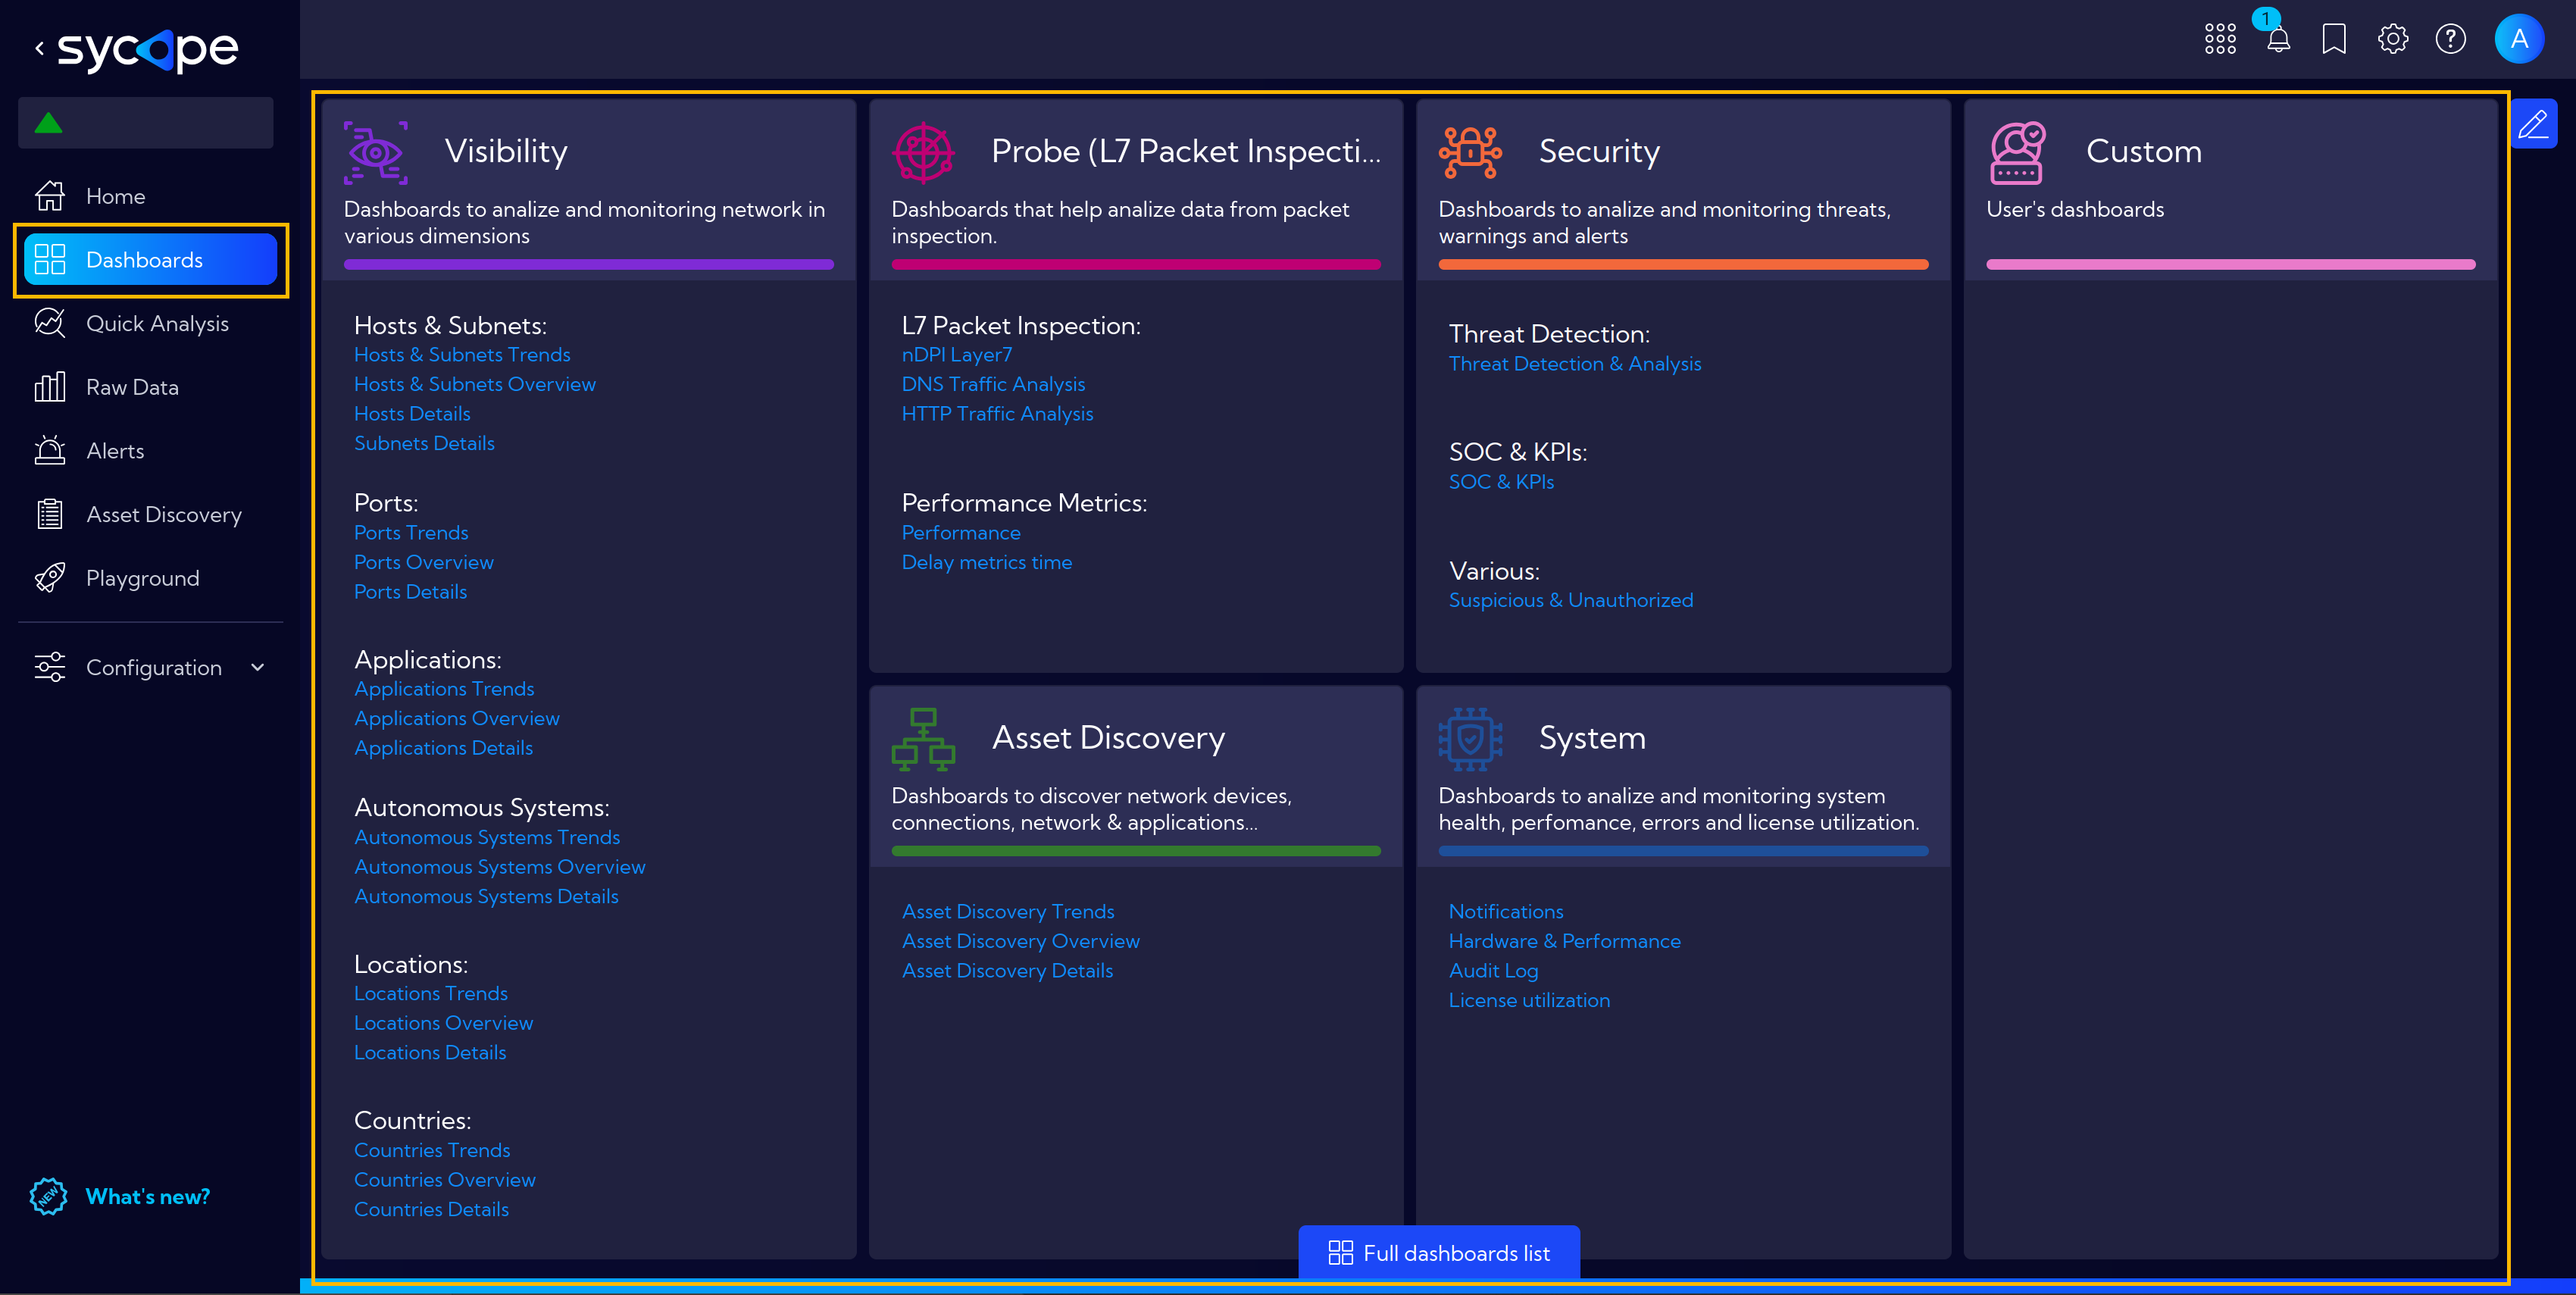 sycope
1
A
Home
Dashboards
Quick Analysis
Raw Data
Alerts
Asset Discovery
Playground
Configuration
NEW
What's new?
Visibility
Dashboards to analize and monitoring network in
various dimensions
Hosts & Subnets:
Hosts & Subnets Trends
Hosts & Subnets Overview
Hosts Details
Subnets Details
Ports:
Ports Trends
Ports Overview
Ports Details
Applications:
Applications Trends
Applications Overview
Applications Details
Autonomous Systems:
Autonomous Systems Trends
Autonomous Systems Overview
Autonomous Systems Details
Locations:
Locations Trends
Locations Overview
Locations Details
Countries:
Countries Trends
Countries Overview
Countries Details
Probe (L7 Packet Inspecti...
Dashboards that help analize data from packet
inspection.
L7 Packet Inspection:
nDPI Layer7
DNS Traffic Analysis
HTTP Traffic Analysis
Performance Metrics:
Performance
Delay metrics time
Security
Dashboards to analize and monitoring threats,
warnings and alerts
Threat Detection:
Threat Detection & Analysis
SOC & KPIs:
SOC & KPIs
Various:
Suspicious & Unauthorized
Custom
User's dashboards
Asset Discovery
Dashboards to discover network devices,
connections, network & applications...
Asset Discovery Trends
Asset Discovery Overview
Asset Discovery Details
System
Dashboards to analize and monitoring system
health, perfomance, errors and license utilization.
Notifications
Hardware & Performance
Audit Log
License utilization
Full dashboards list